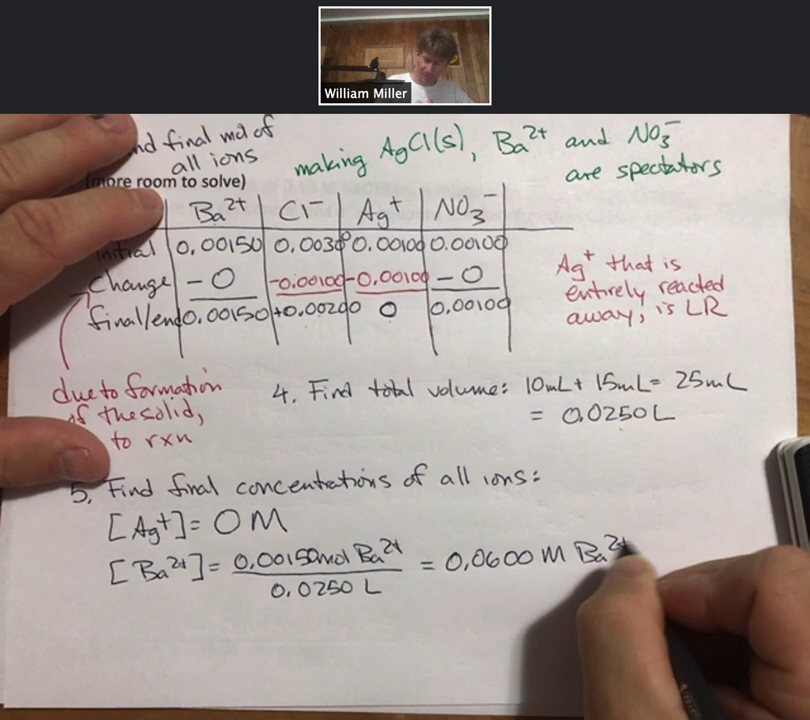 William Miller
nd final mol of
all ions
(more room to solve)
making AgCl(s), Ba²⁺ and NO₃⁻
are spectators
Ba²⁺ Cl⁻ Ag⁺ NO₃⁻
initial 0.00150 0.00300 0.00100 0.00100
Change - 0 -0.00100 -0.00100 - 0
final/end 0.00150 +0.00200 0 0.00100
Ag⁺ that is
entirely reacted
away, is LR
due to formation
of the solid,
to rxn
4. Find total volume: 10mL + 15mL = 25mL
= 0.0250 L
5. Find final concentrations of all ions:
[Ag⁺] = 0 M
[Ba²⁺] = 0.00150mol Ba²⁺ / 0.0250 L = 0.0600 M Ba²⁺